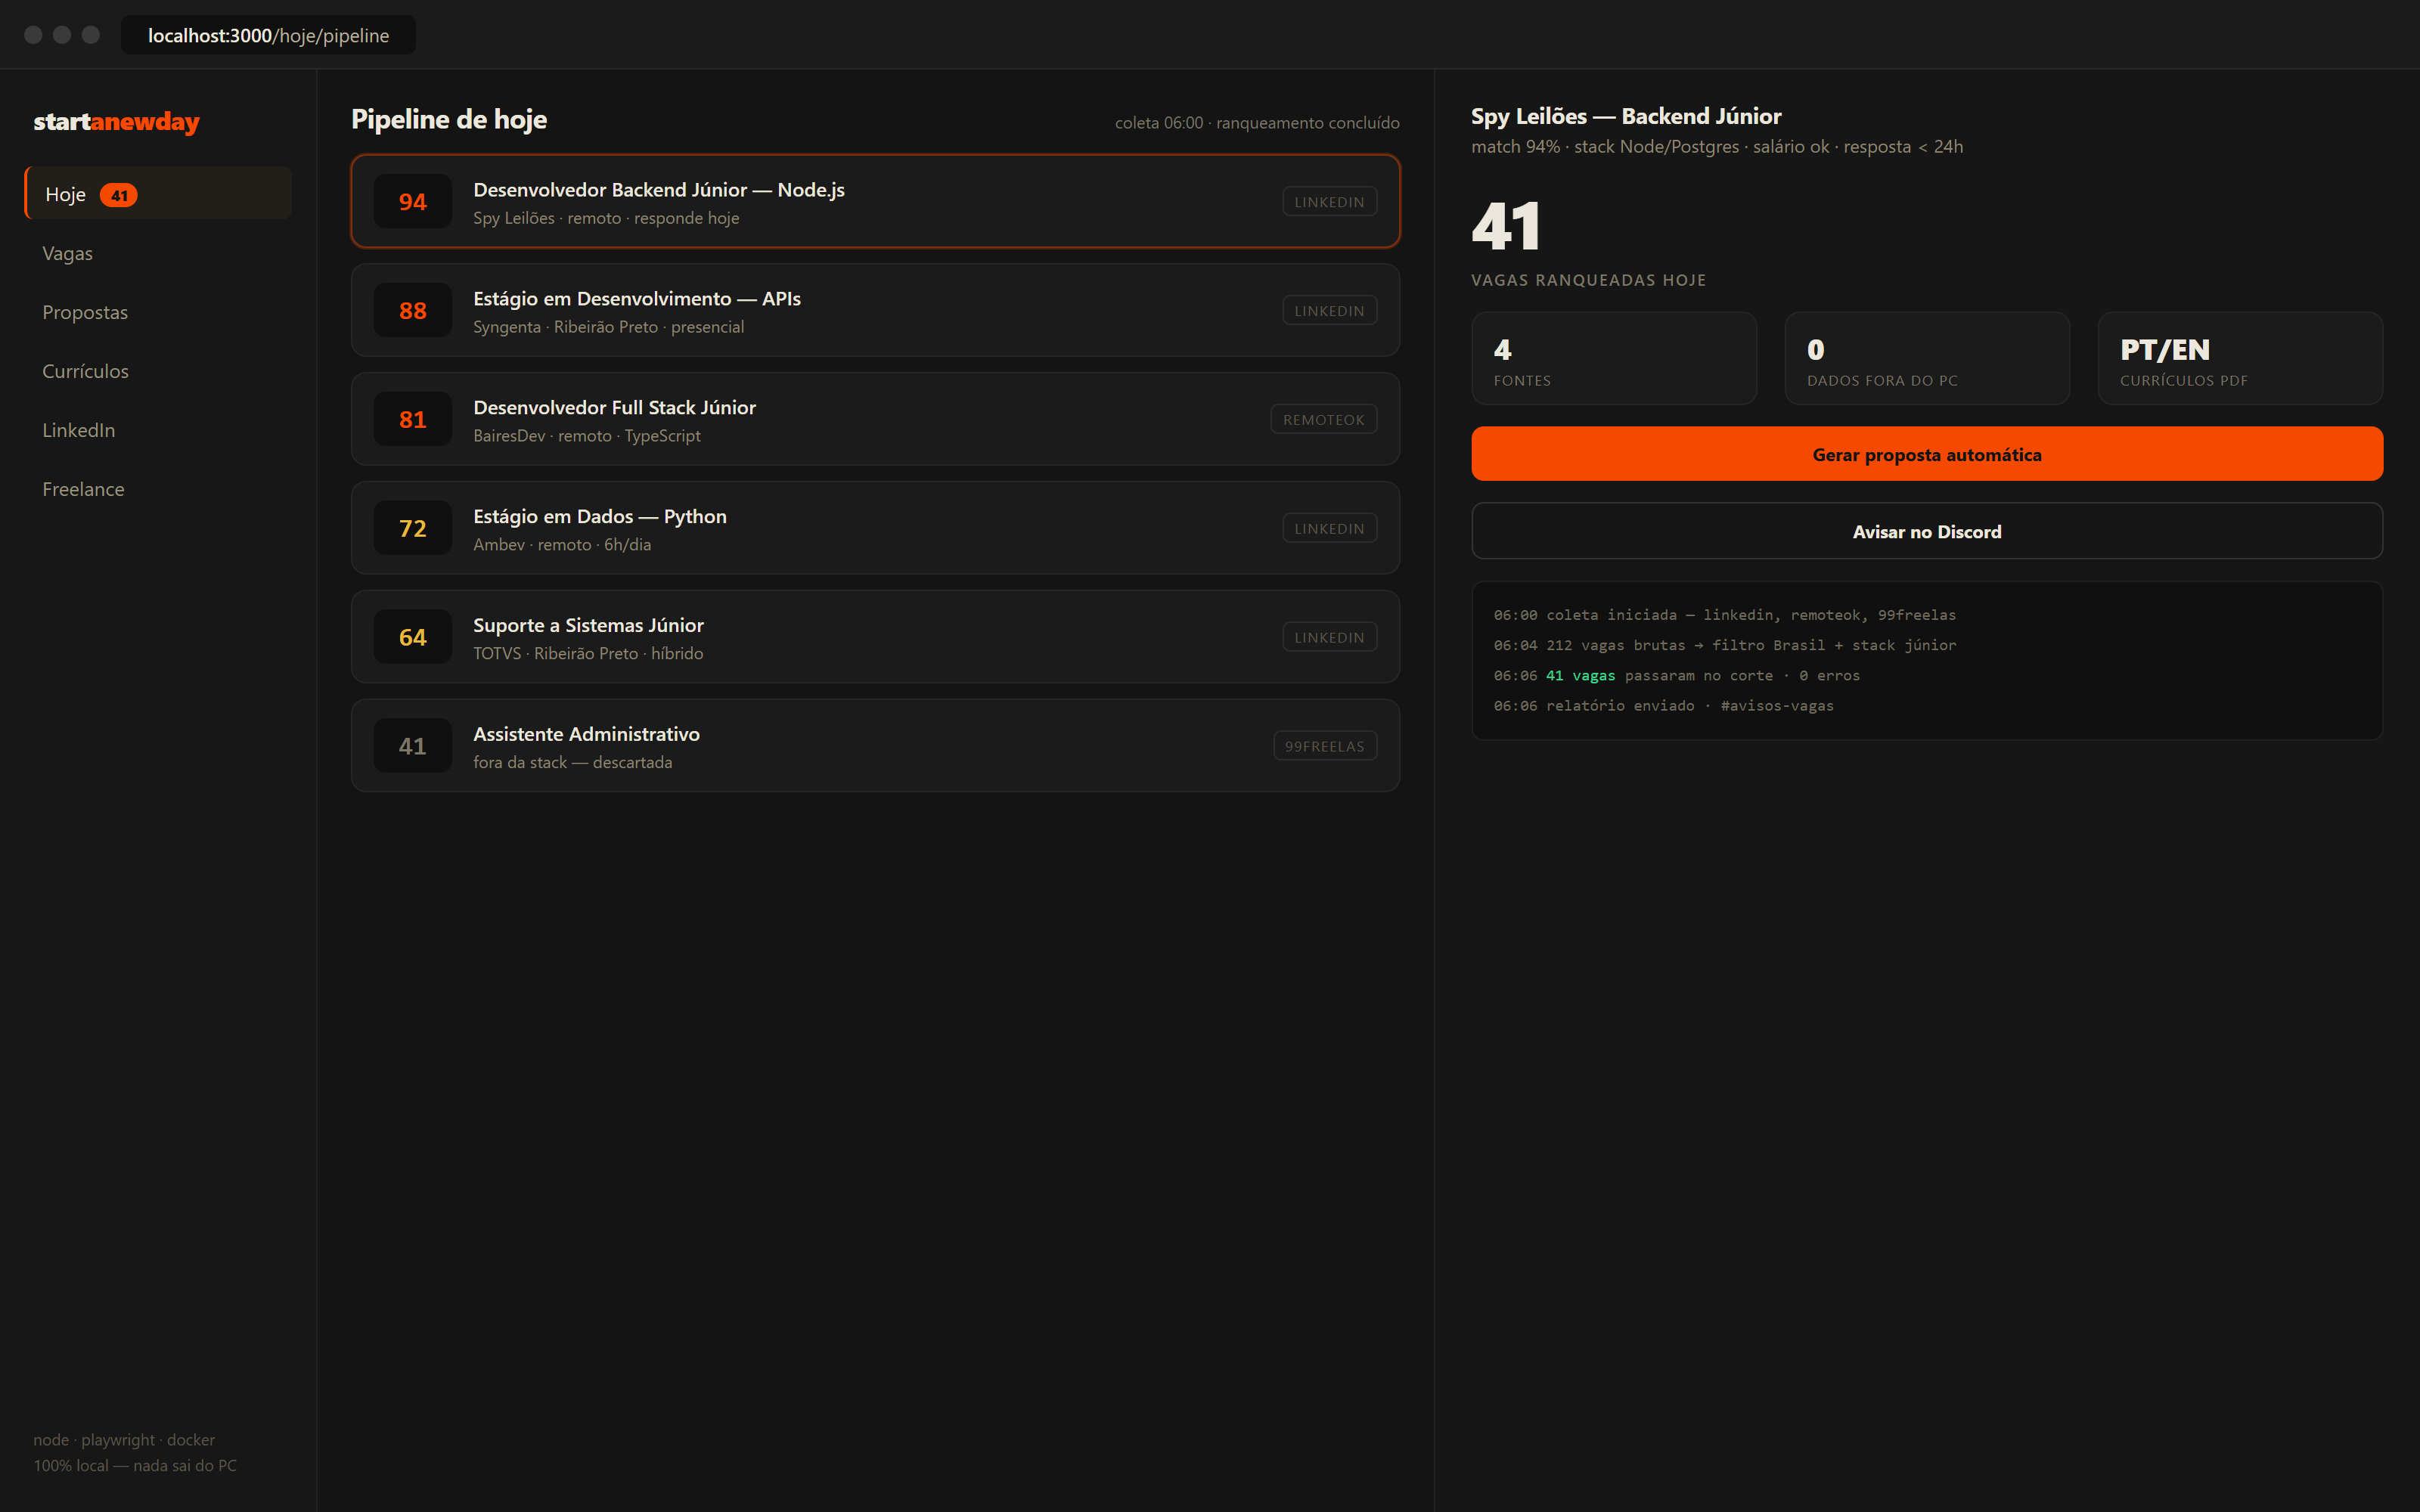 localhost:3000/hoje/pipeline
startanewday
Hoje 41
Vagas
Propostas
Currículos
LinkedIn
Freelance
node · playwright · docker
100% local — nada sai do PC
Pipeline de hoje
coleta 06:00 · ranqueamento concluído
94
Desenvolvedor Backend Júnior — Node.js
Spy Leilões · remoto · responde hoje
LINKEDIN
88
Estágio em Desenvolvimento — APIs
Syngenta · Ribeirão Preto · presencial
LINKEDIN
81
Desenvolvedor Full Stack Júnior
BairesDev · remoto · TypeScript
REMOTEOK
72
Estágio em Dados — Python
Ambev · remoto · 6h/dia
LINKEDIN
64
Suporte a Sistemas Júnior
TOTVS · Ribeirão Preto · híbrido
LINKEDIN
41
Assistente Administrativo
fora da stack — descartada
99FREELAS
Spy Leilões — Backend Júnior
match 94% · stack Node/Postgres · salário ok · resposta < 24h
41
VAGAS RANQUEADAS HOJE
4
FONTES
0
DADOS FORA DO PC
PT/EN
CURRÍCULOS PDF
Gerar proposta automática
Avisar no Discord
06:00 coleta iniciada — linkedin, remoteok, 99freelas
06:04 212 vagas brutas → filtro Brasil + stack júnior
06:06 41 vagas passaram no corte · 0 erros
06:06 relatório enviado · #avisos-vagas